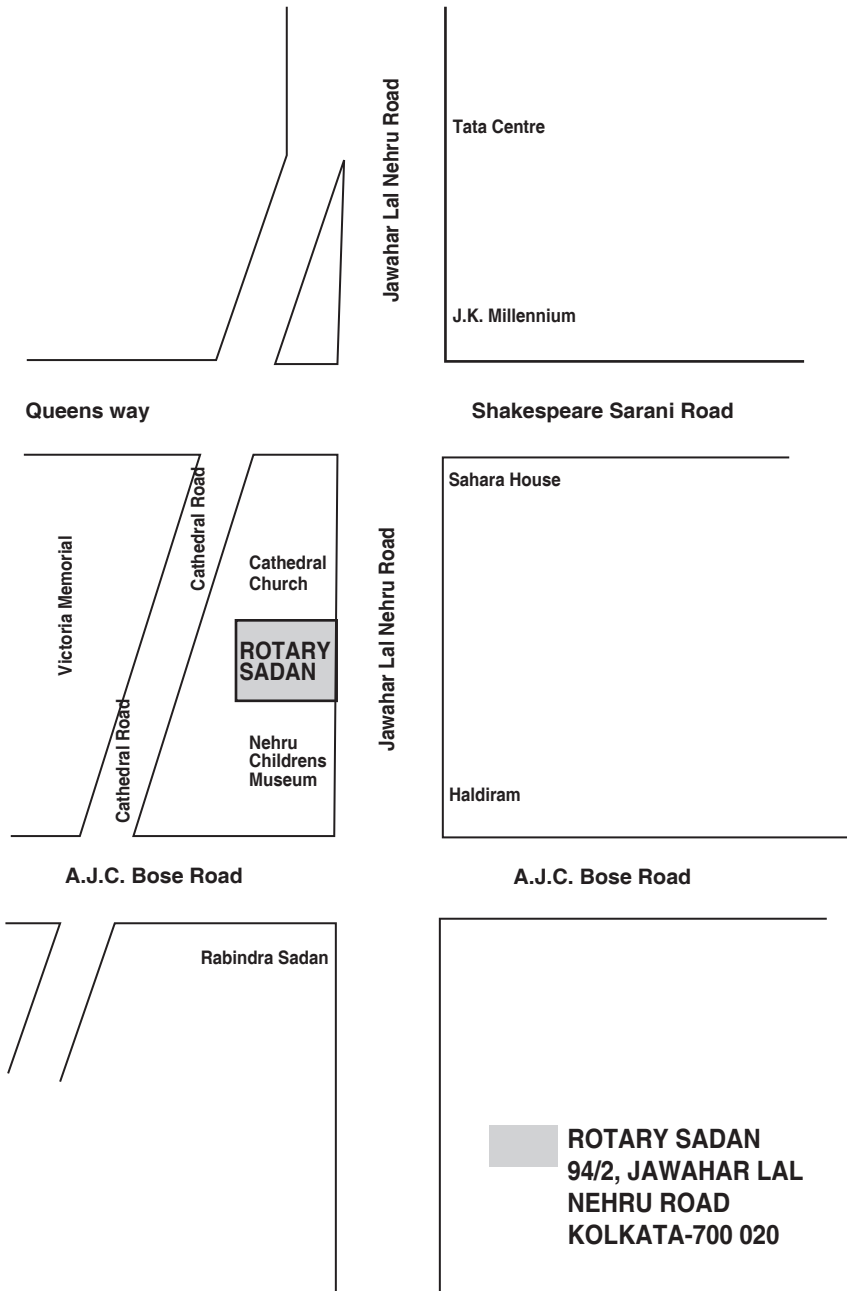 Jawahar Lal Nehru Road
Tata Centre
J.K. Millennium
Queens way
Shakespeare Sarani Road
Sahara House
Cathedral Road
Victoria Memorial
Cathedral
Church
Jawahar Lal Nehru Road
ROTARY
SADAN
Cathedral Road
Nehru
Childrens
Museum
Haldiram
A.J.C. Bose Road
A.J.C. Bose Road
Rabindra Sadan
ROTARY SADAN
94/2, JAWAHAR LAL
NEHRU ROAD
KOLKATA-700 020